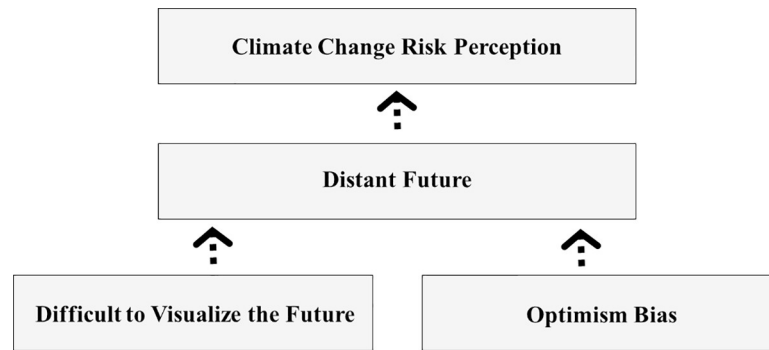 Climate Change Risk Perception
Distant Future
Difficult to Visualize the Future
Optimism Bias